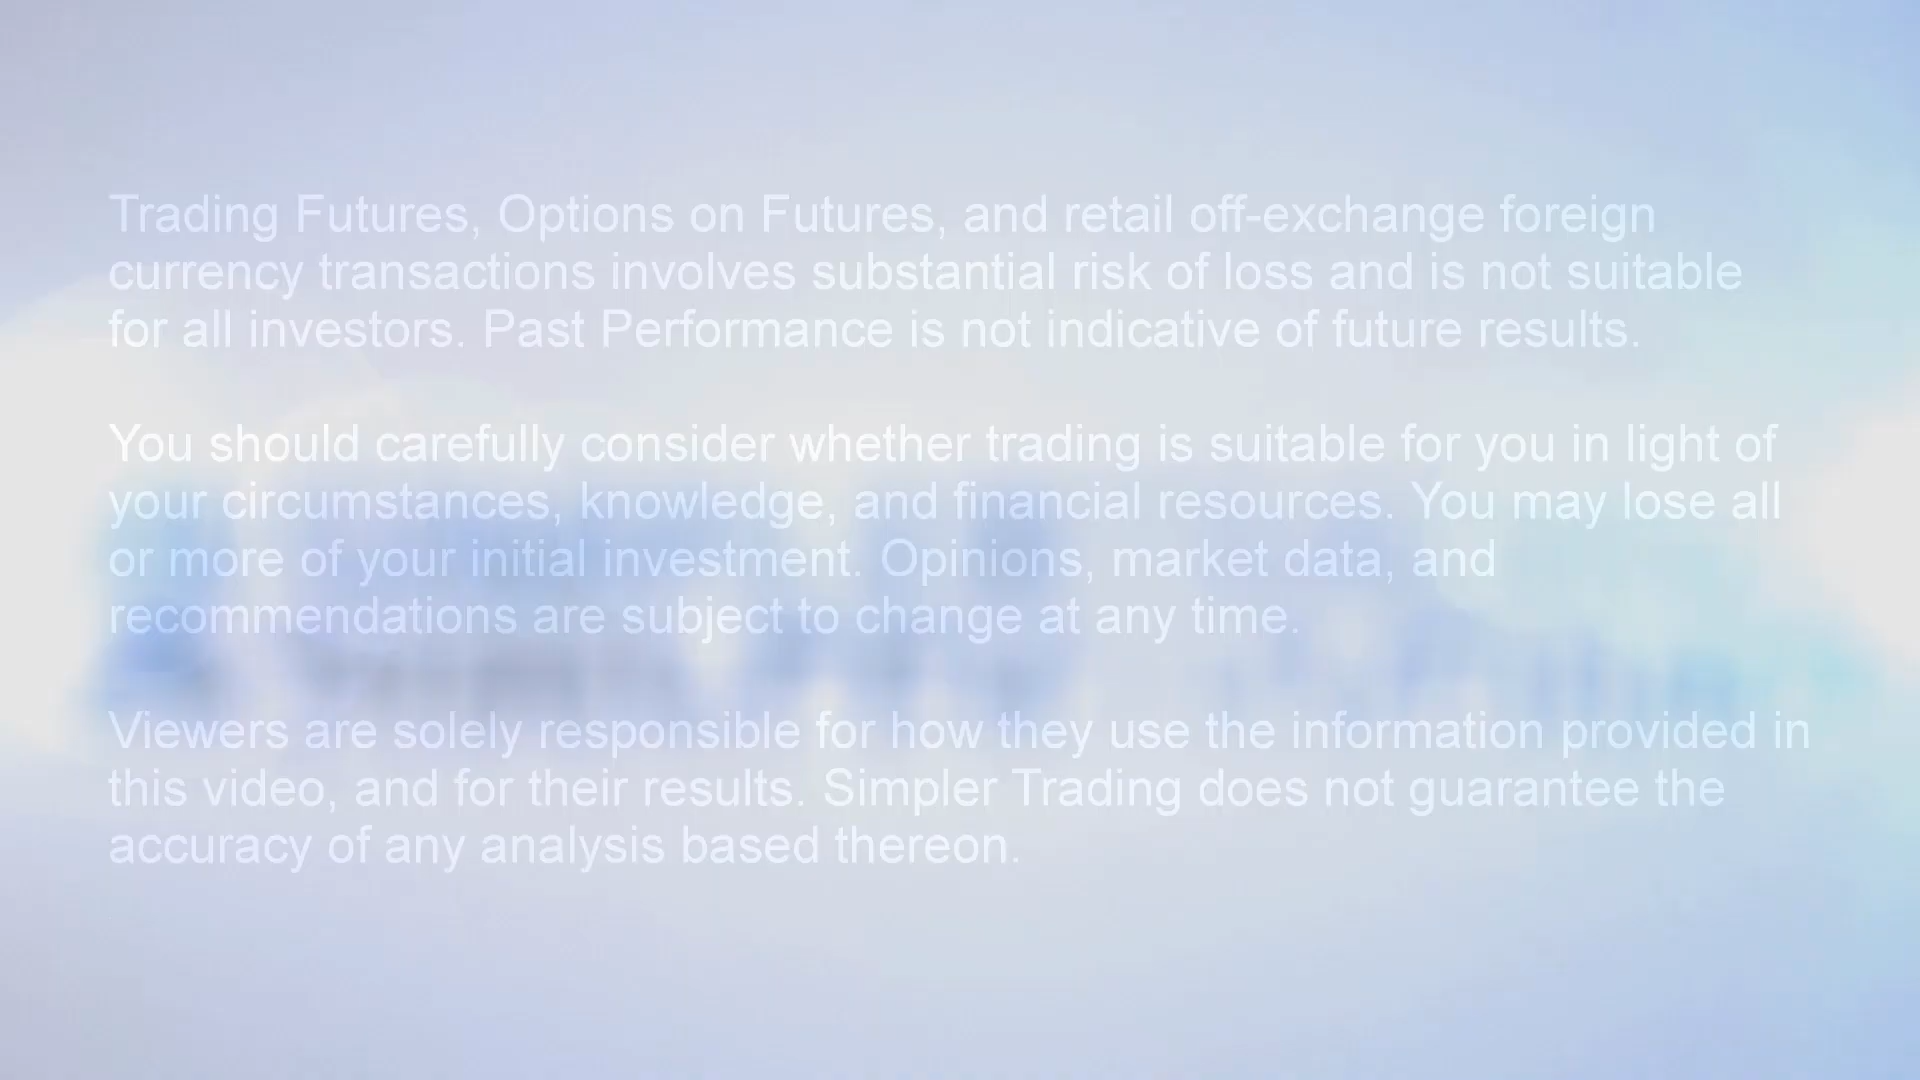 Trading Futures, Options on Futures, and retail off-exchange foreign
currency transactions involves substantial risk of loss and is not suitable
for all investors. Past Performance is not indicative of future results.
You should carefully consider whether trading is suitable for you in light of
your circumstances, knowledge, and financial resources. You may lose all
or more of your initial investment. Opinions, market data, and
recommendations are subject to change at any time.
Viewers are solely responsible for how they use the information provided in
this video, and for their results. Simpler Trading does not guarantee the
accuracy of any analysis based thereon.